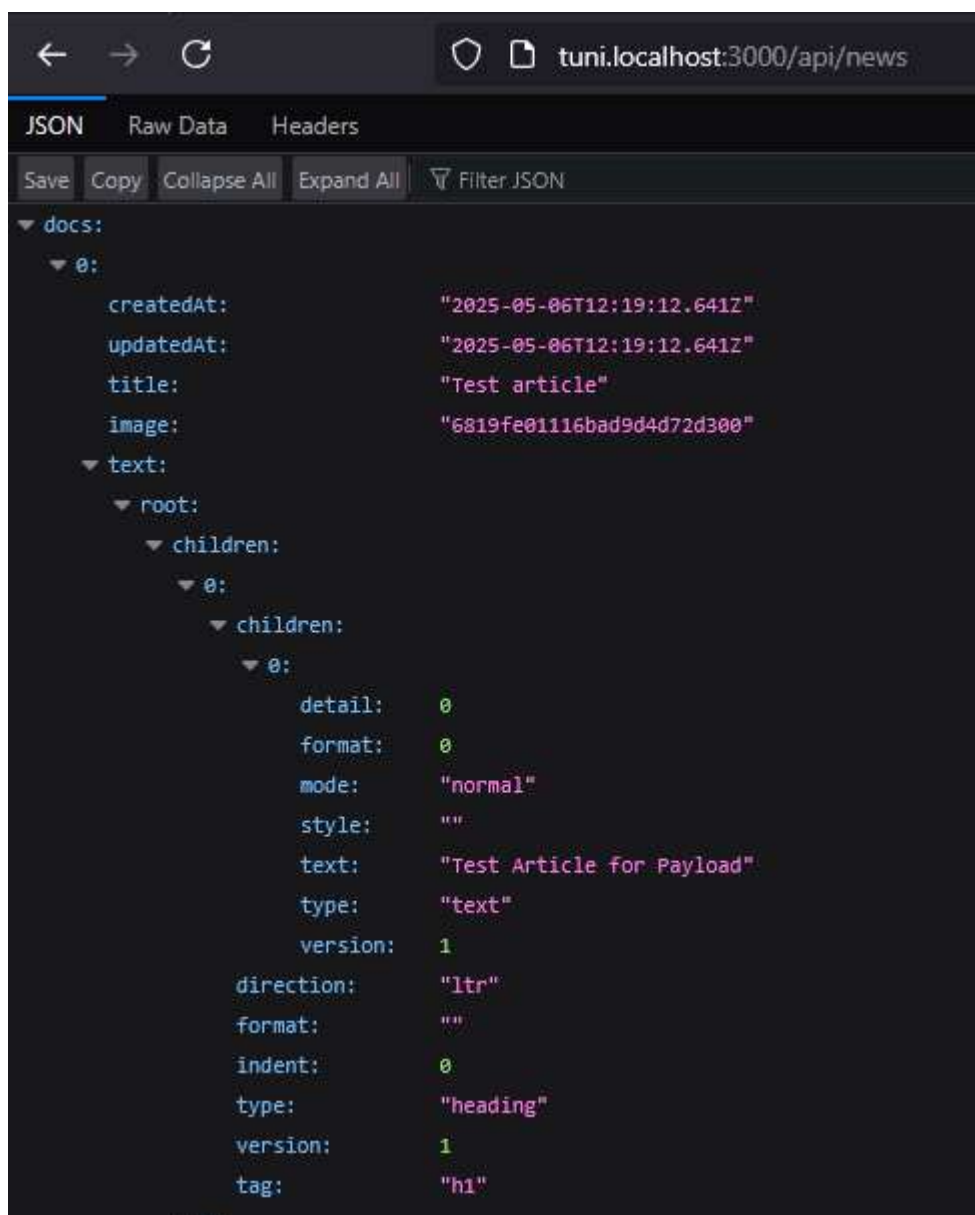 tuni.localhost:3000/api/news
JSON Raw Data Headers
Save Copy Collapse All Expand All Filter JSON
docs:
0:
createdAt: "2025-05-06T12:19:12.641Z"
updatedAt: "2025-05-06T12:19:12.641Z"
title: "Test article"
image: "6819fe01116bad9d4d72d300"
text:
root:
children:
0:
children:
0:
detail: 0
format: 0
mode: "normal"
style: ""
text: "Test Article for Payload"
type: "text"
version: 1
direction: "ltr"
format: ""
indent: 0
type: "heading"
version: 1
tag: "h1"